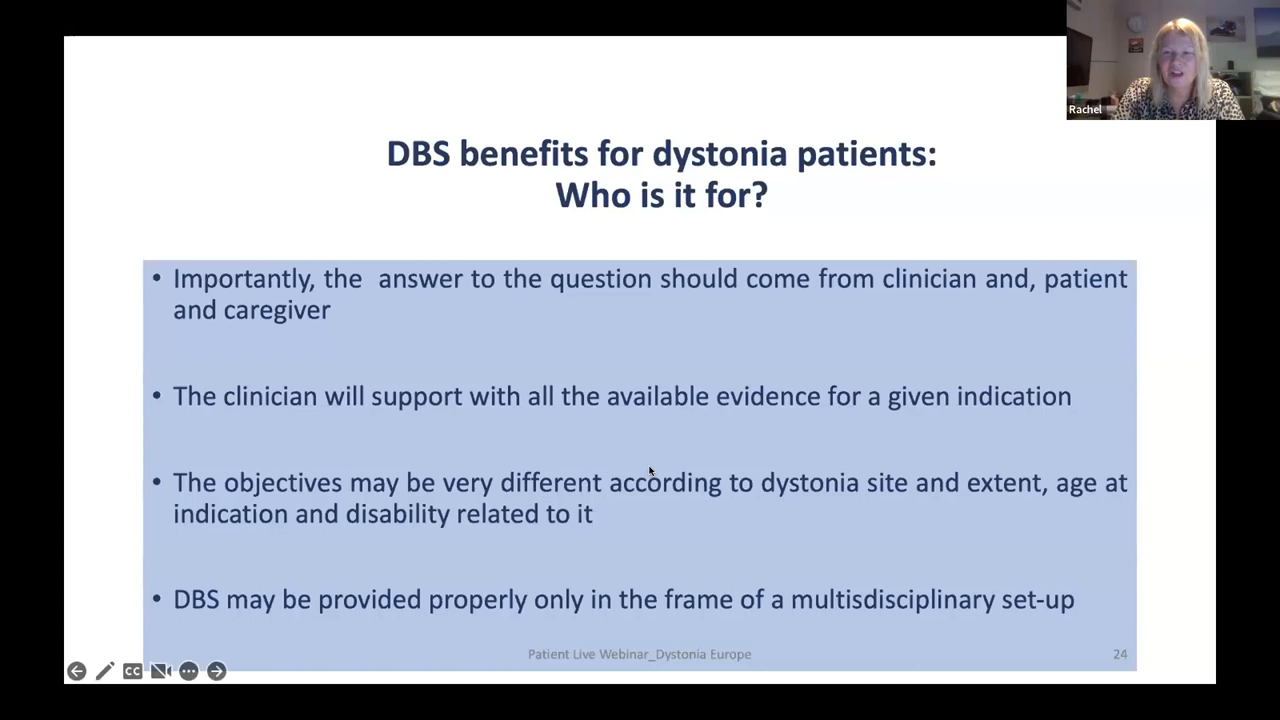 Rachel
DBS benefits for dystonia patients:
Who is it for?
• Importantly, the  answer to the question should come from clinician and, patient
and caregiver
• The clinician will support with all the available evidence for a given indication
• The objectives may be very different according to dystonia site and extent, age at
indication and disability related to it
• DBS may be provided properly only in the frame of a multisdisciplinary set-up
Patient Live Webinar_Dystonia Europe
24
CC